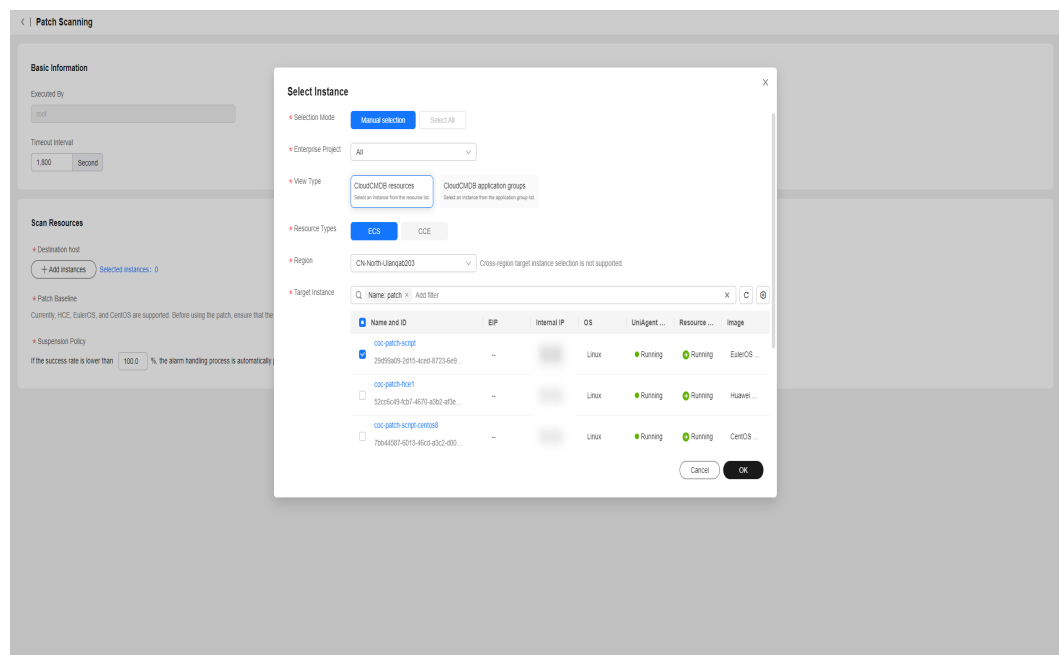 Patch Scanning
Basic Information
Executed By
root
Timeout Interval
1,800 Second
Scan Resources
* Destination host
+ Add instances Selected instances: 0
* Patch Baseline
Currently, HCE, EulerOS, and CentOS are supported. Before using the patch, ensure that the
* Suspension Policy
If the success rate is lower than 100.0 %, the alarm handling process is automatically
Select Instance
X
* Selection Mode Manual selection Select All
* Enterprise Project All
* View Type CloudCMDB resources CloudCMDB application groups
Select an instance from the resource list. Select an instance from the application group list.
* Resource Types ECS CCE
* Region CN-North-Ulanqab203 Cross-region target instance selection is not supported.
* Target Instance Name: patch × Add filter X
Name and ID EIP Internal IP OS UniAgent ... Resource ... Image
coc-patch-script
29d99a09-2d15-4ced-8723-6e9... -- Linux Running Running EulerOS ...
coc-patch-hce1
52cc6c49-fcb7-4670-a3b2-af3e... -- Linux Running Running Huawei ...
coc-patch-script-centos8
7bb44587-6013-46cd-a3c2-d00... -- Linux Running Running CentOS ...
Cancel OK